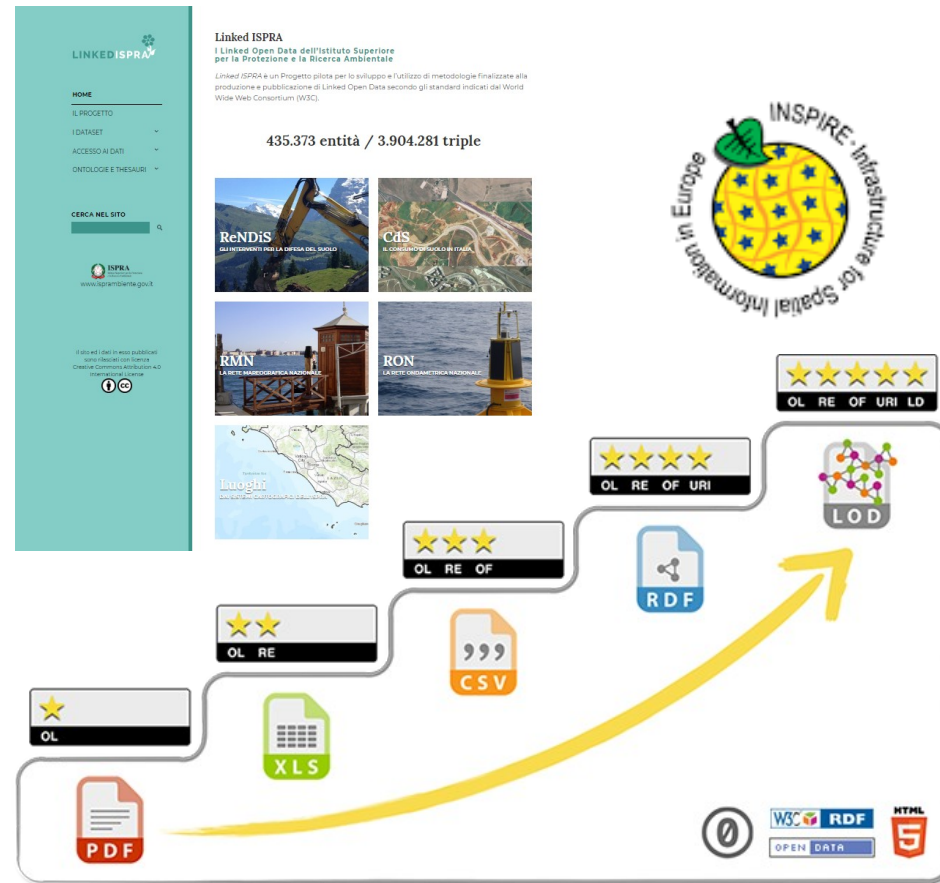 LINKEDISPRA
HOME
IL PROGETTO
I DATASET
ACCESSO AI DATI
ONTOLOGIE E THESAURI
CERCA NEL SITO
ISPRA
www.isprambiente.gov.it
Il sito ed i dati in esso pubblicati
sono rilasciati con licenza
Creative Commons Attribution 4.0
International License
cc
Linked ISPRA
I Linked Open Data dell'Istituto Superiore
per la Protezione e la Ricerca Ambientale
Linked ISPRA è un Progetto pilota per lo sviluppo e l'utilizzo di metodologie finalizzate alla
produzione e pubblicazione di Linked Open Data secondo gli standard indicati dal World
Wide Web Consortium (W3C).
435.373 entità / 3.904.281 triple
ReNDiS
GLI INTERVENTI PER LA DIFESA DEL SUOLO
CdS
IL CONSUMO DI SUOLO IN ITALIA
RMN
LA RETE MAREOGRAFICA NAZIONALE
RON
LA RETE ONDAMETRICA NAZIONALE
Luoghi
INSPIRE - Infrastructure for Spatial Information in Europe
OL RE OF URI LD
LOD
OL RE OF URI
RDF
OL RE OF
,,,
CSV
OL RE
XLS
OL
PDF
0
W3C RDF
OPEN DATA
HTML
5